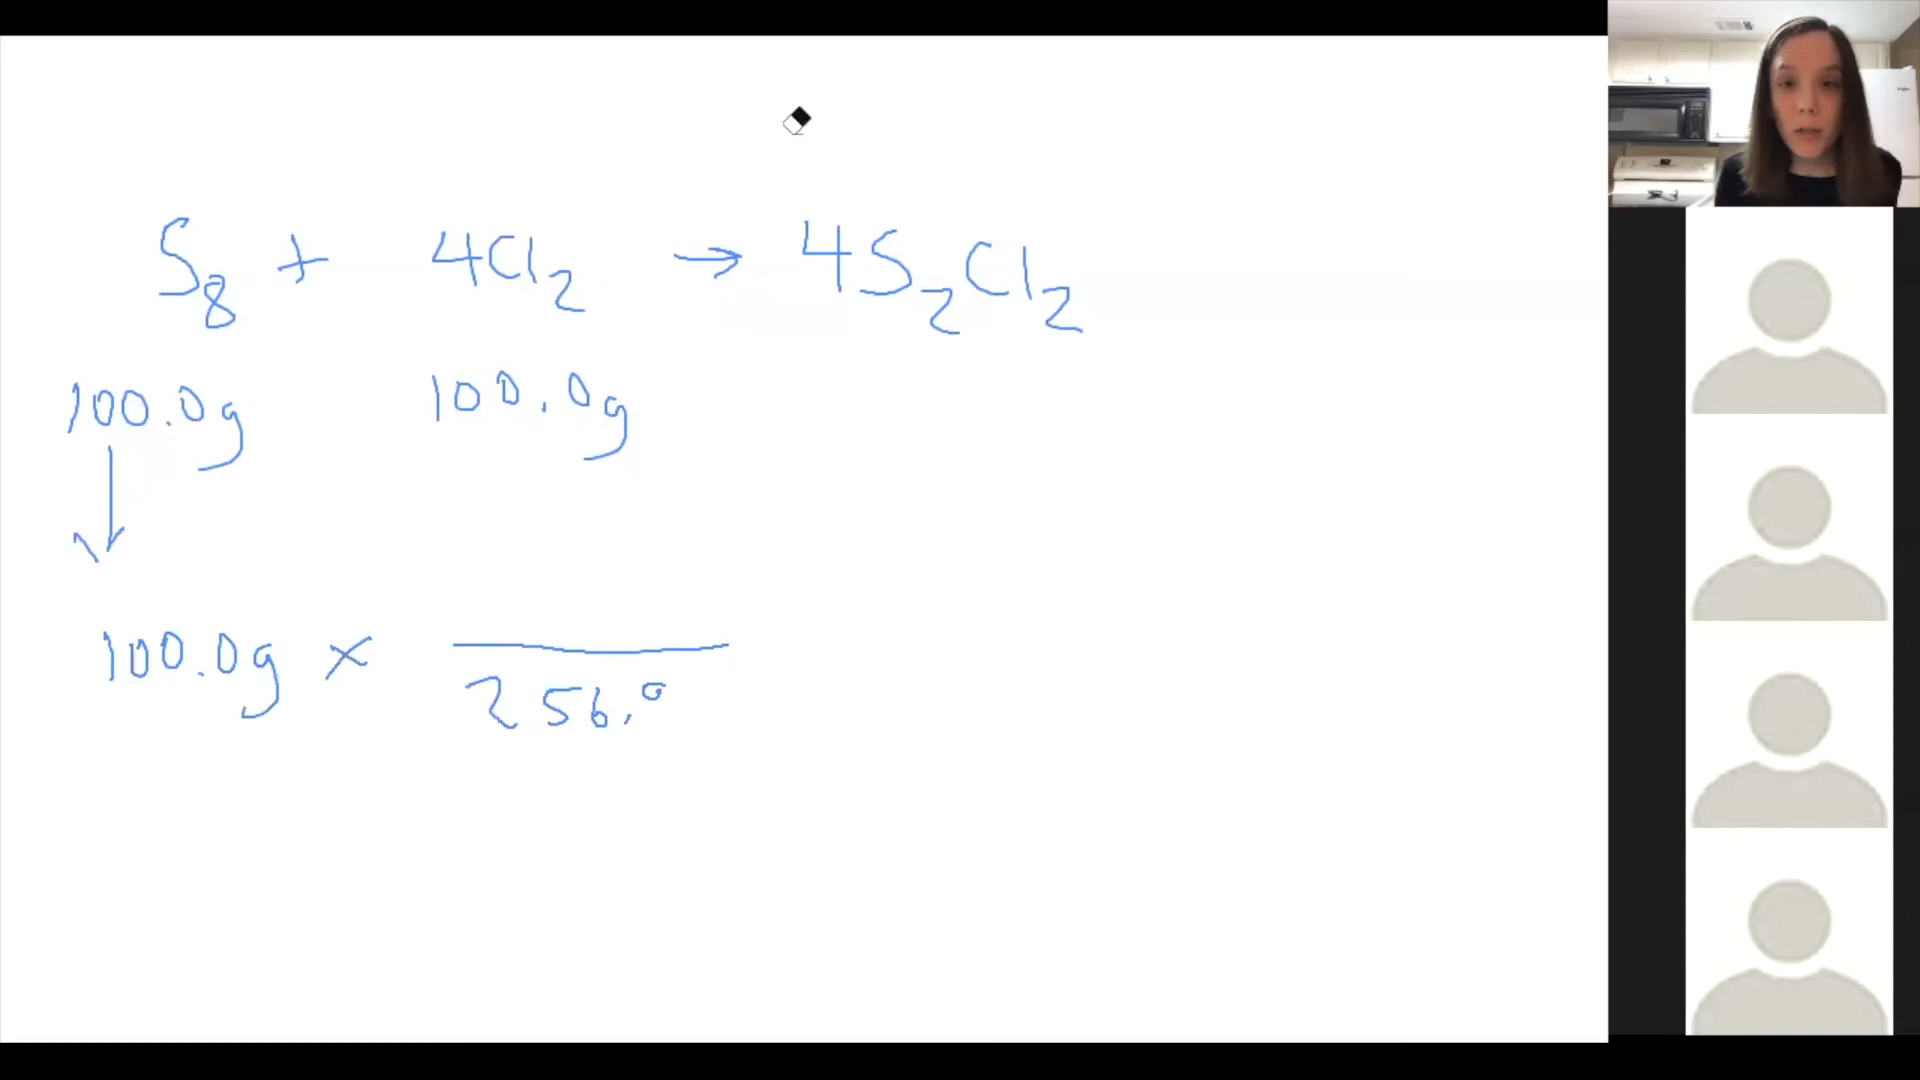 S₈ + 4Cl₂ → 4S₂Cl₂
100.0g 100.0g
100.0g ×
256.0